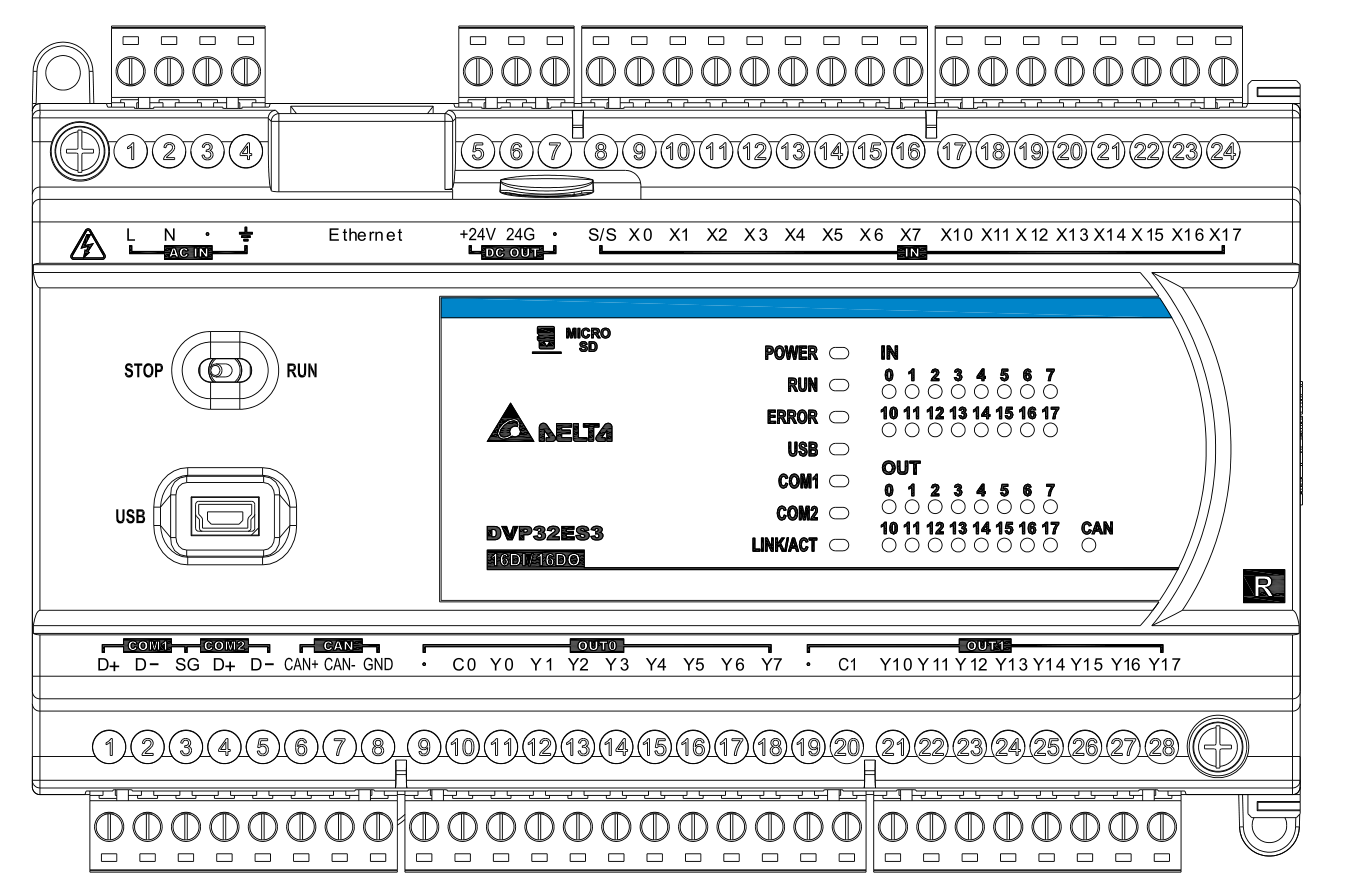 1 2 3 4 5 6 7 8 9 10 11 12 13 14 15 16 17 18 19 20 21 22 23 24
L N · Ethernet +24V 24G · S/S X0 X1 X2 X3 X4 X5 X6 X7 X10 X11 X12 X13 X14 X15 X16 X17
AC IN DC OUT IN
MICRO
SD
STOP RUN
USB
DELTA
DVP32ES3
16DI / 16DO
POWER
RUN
ERROR
USB
COM1
COM2
LINK/ACT
IN
0 1 2 3 4 5 6 7
10 11 12 13 14 15 16 17
OUT
0 1 2 3 4 5 6 7
10 11 12 13 14 15 16 17 CAN
R
COM1 COM2 CAN OUT0 OUT1
D+ D- SG D+ D- CAN+ CAN- GND · C0 Y0 Y1 Y2 Y3 Y4 Y5 Y6 Y7 · C1 Y10 Y11 Y12 Y13 Y14 Y15 Y16 Y17
1 2 3 4 5 6 7 8 9 10 11 12 13 14 15 16 17 18 19 20 21 22 23 24 25 26 27 28